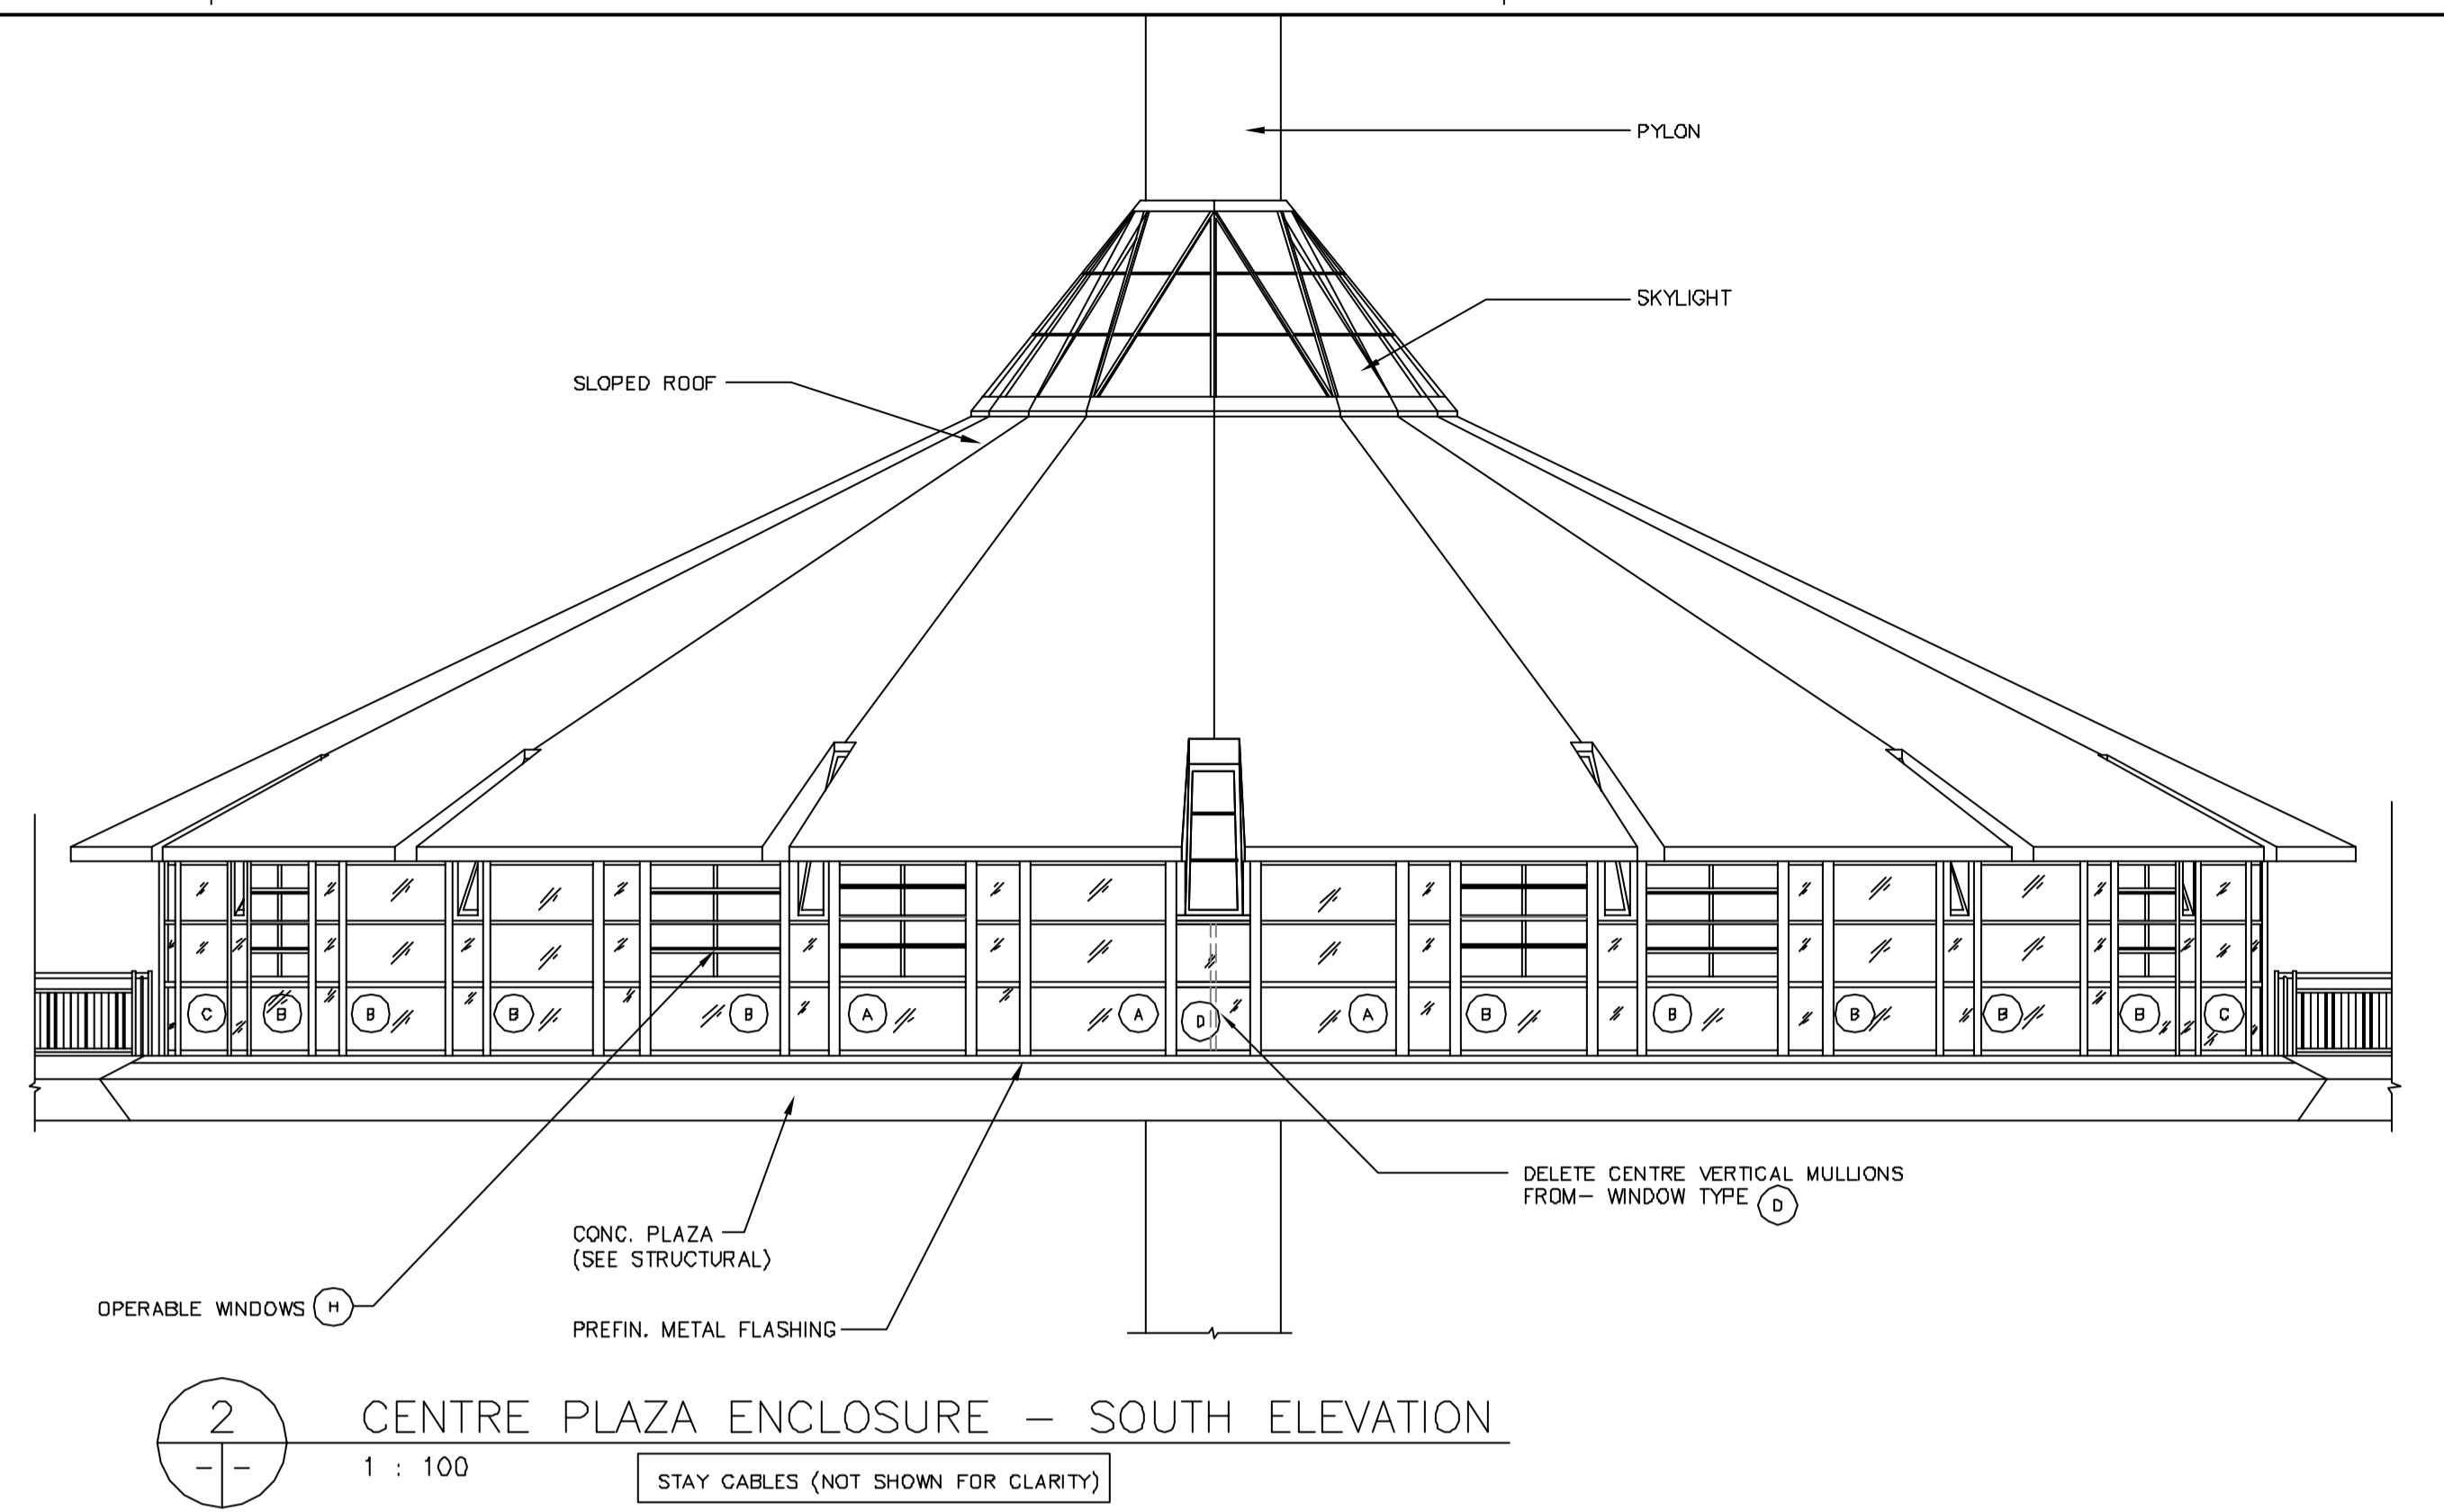 PYLON
SKYLIGHT
SLOPED ROOF
C B B B B A A D A B B B B B C
DELETE CENTRE VERTICAL MULLIONS
FROM- WINDOW TYPE D
CONC. PLAZA
(SEE STRUCTURAL)
OPERABLE WINDOWS H
PREFIN. METAL FLASHING
2
- -
CENTRE PLAZA ENCLOSURE - SOUTH ELEVATION
1 : 100
STAY CABLES (NOT SHOWN FOR CLARITY)